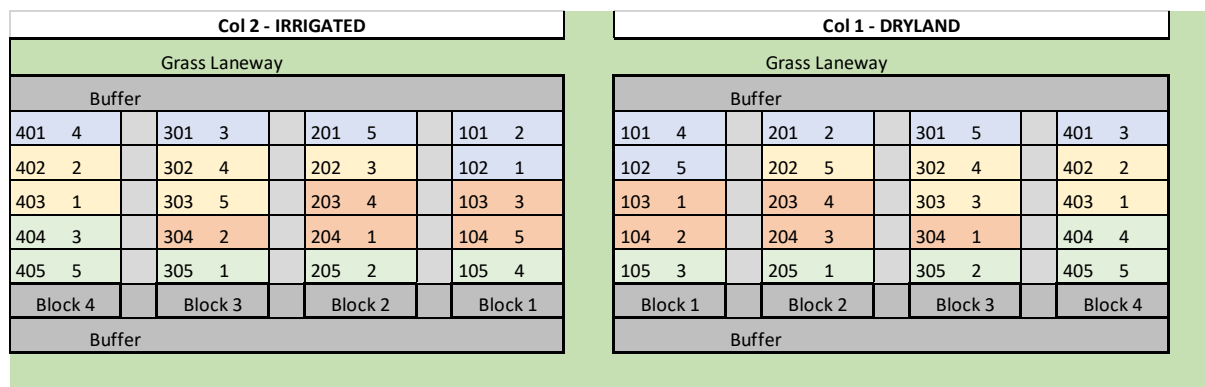 Col 2 - IRRIGATED Col 1 - DRYLAND
Grass Laneway Grass Laneway
Buffer Buffer
401 4 301 3 201 5 101 2 101 4 201 2 301 5 401 3
402 2 302 4 202 3 102 1 102 5 202 5 302 4 402 2
403 1 303 5 203 4 103 3 103 1 203 4 303 3 403 1
404 3 304 2 204 1 104 5 104 2 204 3 304 1 404 4
405 5 305 1 205 2 105 4 105 3 205 1 305 2 405 5
Block 4 Block 3 Block 2 Block 1 Block 1 Block 2 Block 3 Block 4
Buffer Buffer